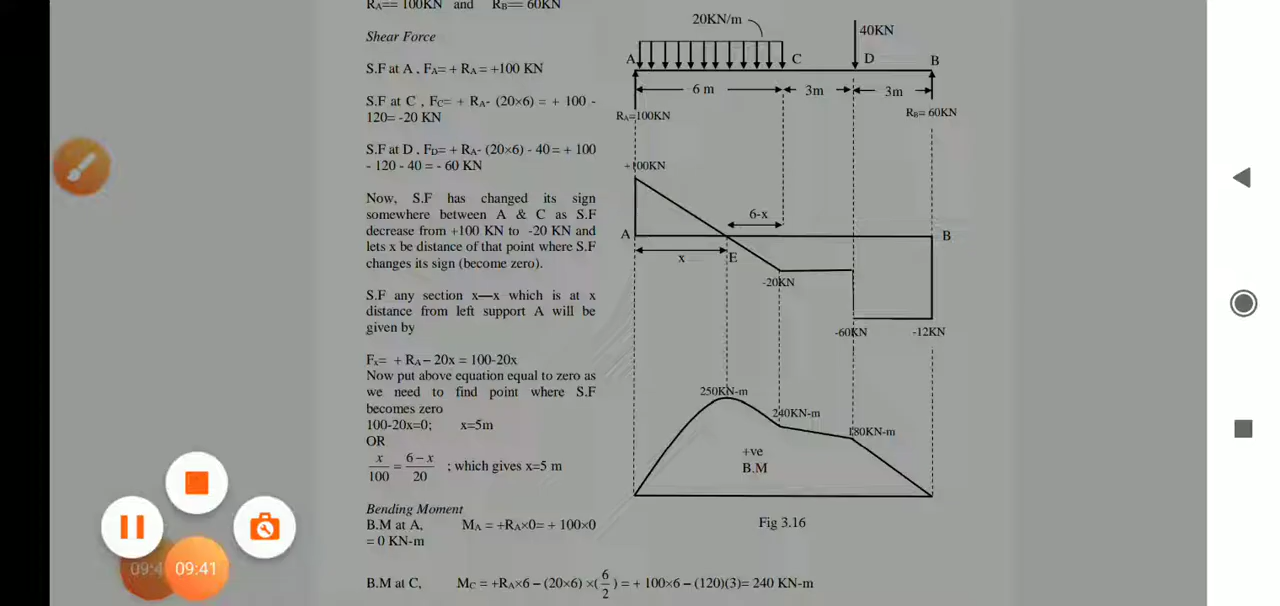 RA== 100KN and RB== 60KN
Shear Force
S.F at A , FA= + RA = +100 KN
S.F at C , FC= + RA- (20×6) = + 100 -
120= -20 KN
S.F at D , FD= + RA- (20×6) - 40 = + 100
- 120 - 40 = - 60 KN
Now, S.F has changed its sign
somewhere between A & C as S.F
decrease from +100 KN to -20 KN and
lets x be distance of that point where S.F
changes its sign (become zero).
S.F any section x—x which is at x
distance from left support A will be
given by
Fx= + RA – 20x = 100-20x
Now put above equation equal to zero as
we need to find point where S.F
becomes zero
100-20x=0; x=5m
OR
x/100 = 6 – x/20 ; which gives x=5 m
Bending Moment
B.M at A, MA = +RA×0= + 100×0
= 0 KN-m
B.M at C, MC = +RA×6 – (20×6) ×(6/2) = + 100×6 – (120)(3)= 240 KN-m
20KN/m
40KN
A C D B
6 m 3m 3m
RA=100KN RB= 60KN
+100KN
6-x
A B
x E
-20KN
-60KN -12KN
250KN-m
240KN-m
180KN-m
+ve
B.M
Fig 3.16
09:4
09:41